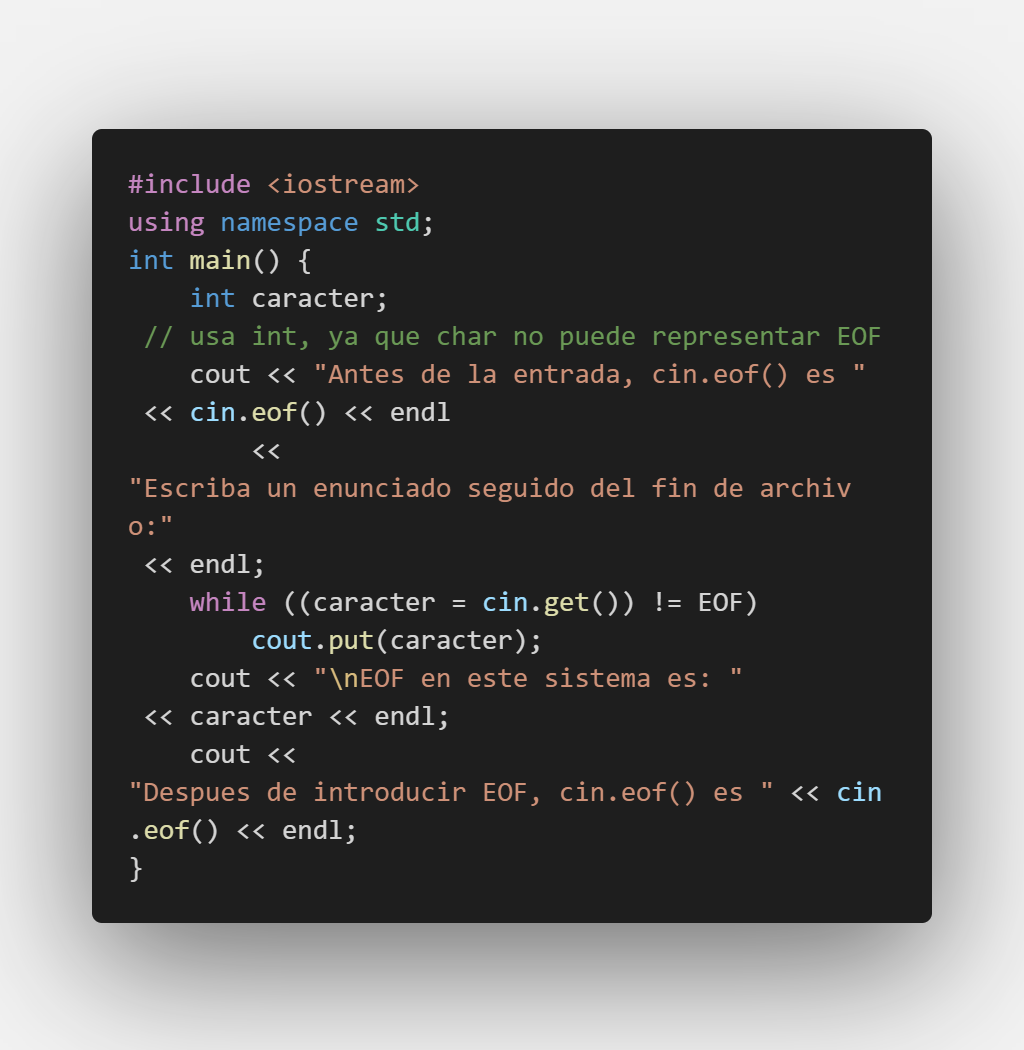 #include <iostream>
using namespace std;
int main() {
    int caracter;
 // usa int, ya que char no puede representar EOF
    cout << "Antes de la entrada, cin.eof() es "
 << cin.eof() << endl
        <<
"Escriba un enunciado seguido del fin de archiv
o:"
 << endl;
    while ((caracter = cin.get()) != EOF)
        cout.put(caracter);
    cout << "\nEOF en este sistema es: "
 << caracter << endl;
    cout <<
"Despues de introducir EOF, cin.eof() es " << cin
.eof() << endl;
}